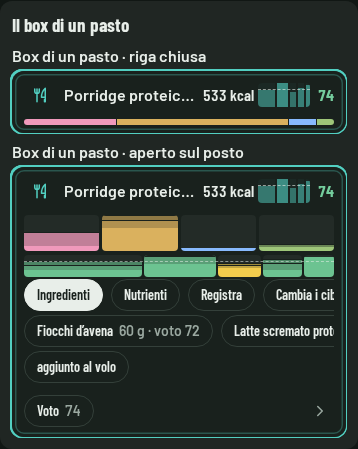 Il box di un pasto
Box di un pasto · riga chiusa
Porridge proteic... 533 kcal 74
Box di un pasto · aperto sul posto
Porridge proteic... 533 kcal 74
Ingredienti Nutrienti Registra Cambia i cib
Fiocchi d'avena 60 g · voto 72 Latte scremato prot
aggiunto al volo
Voto 74